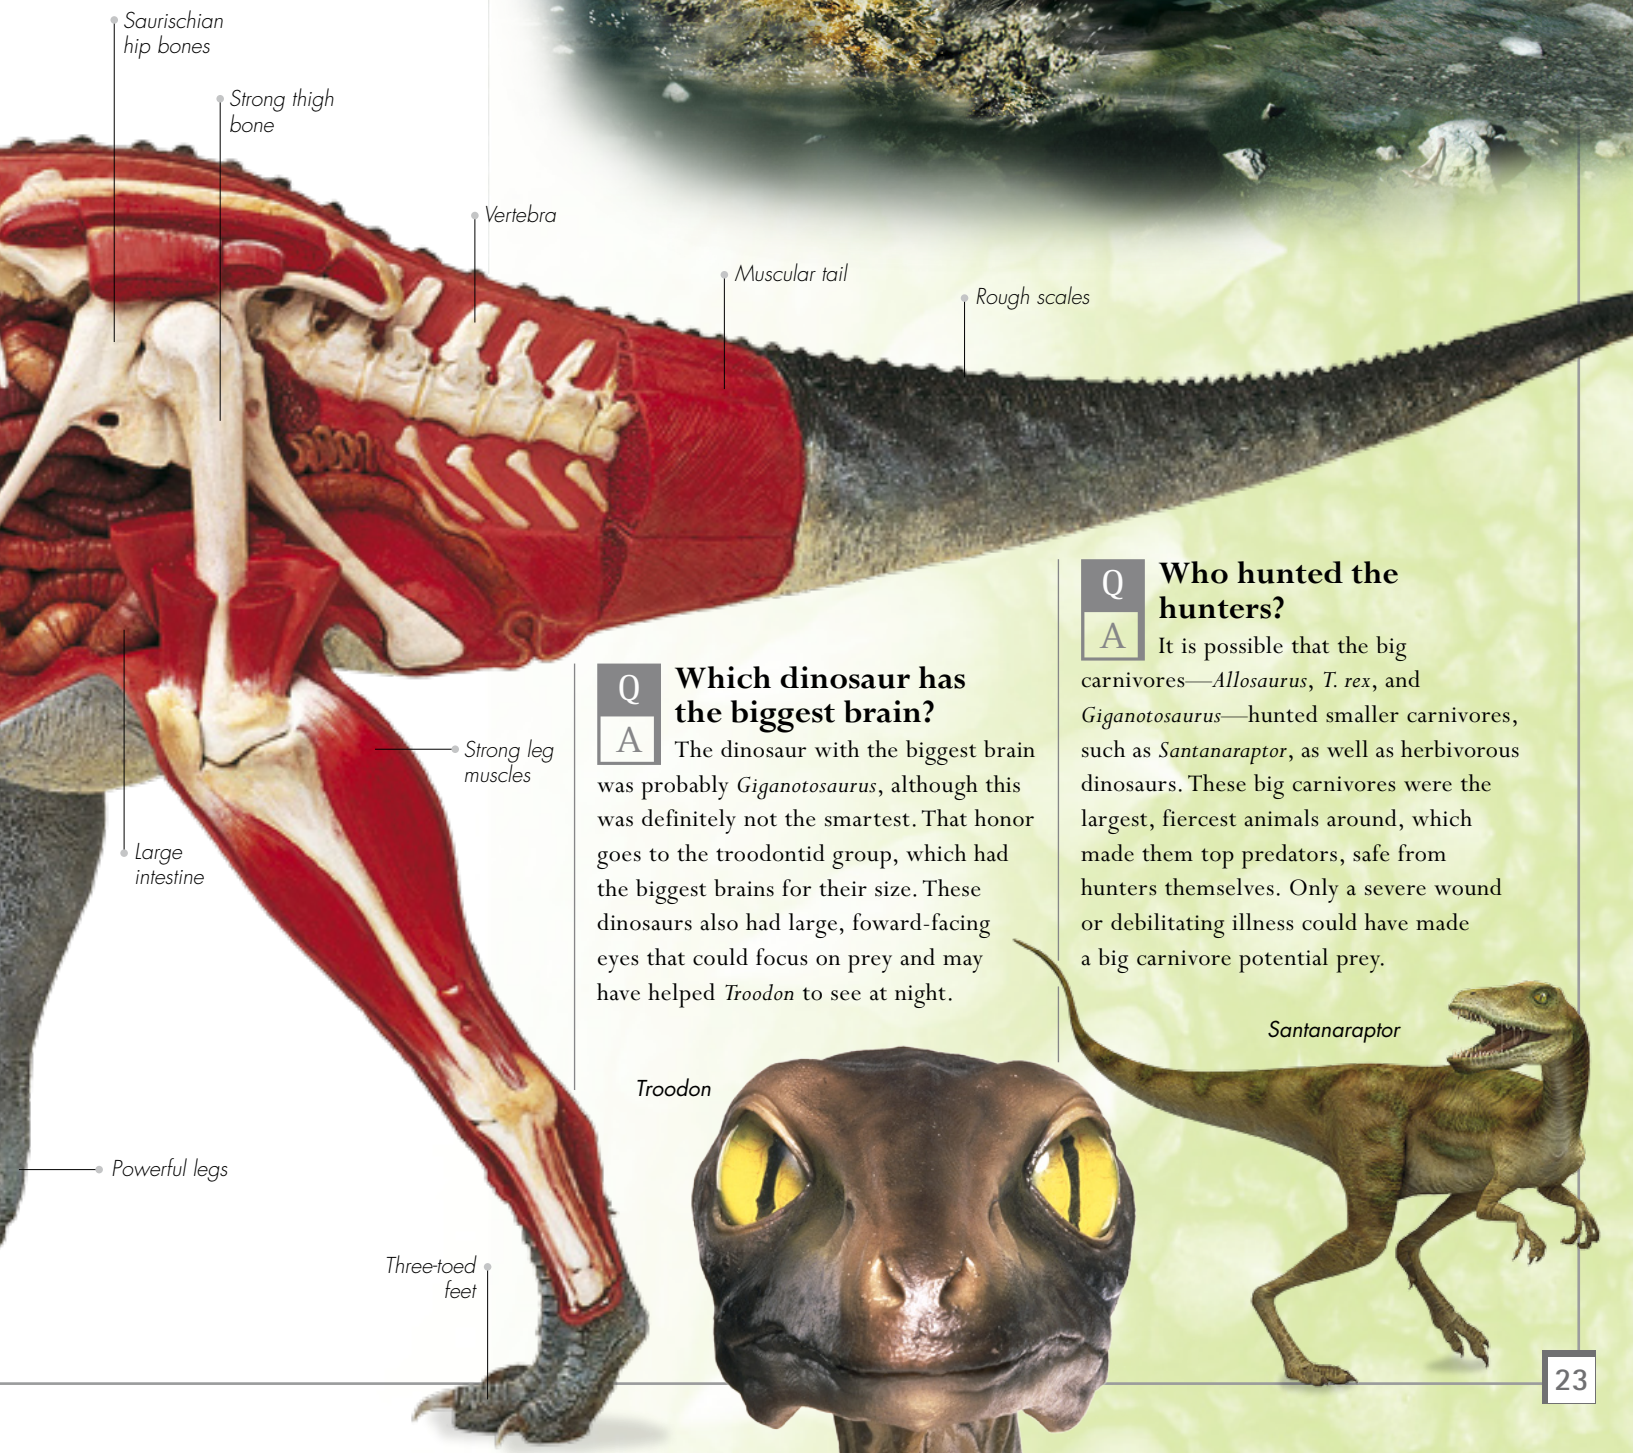 Saurischian
hip bones
Strong thigh
bone
Vertebra
Muscular tail
Rough scales
Strong leg
muscles
Large
intestine
Powerful legs
Three-toed
feet
Q
A
Which dinosaur has
the biggest brain?
The dinosaur with the biggest brain
was probably Giganotosaurus, although this
was definitely not the smartest. That honor
goes to the troodontid group, which had
the biggest brains for their size. These
dinosaurs also had large, foward-facing
eyes that could focus on prey and may
have helped Troodon to see at night.
Troodon
Q
A
Who hunted the
hunters?
It is possible that the big
carnivores—Allosaurus, T. rex, and
Giganotosaurus—hunted smaller carnivores,
such as Santanaraptor, as well as herbivorous
dinosaurs. These big carnivores were the
largest, fiercest animals around, which
made them top predators, safe from
hunters themselves. Only a severe wound
or debilitating illness could have made
a big carnivore potential prey.
Santanaraptor
23